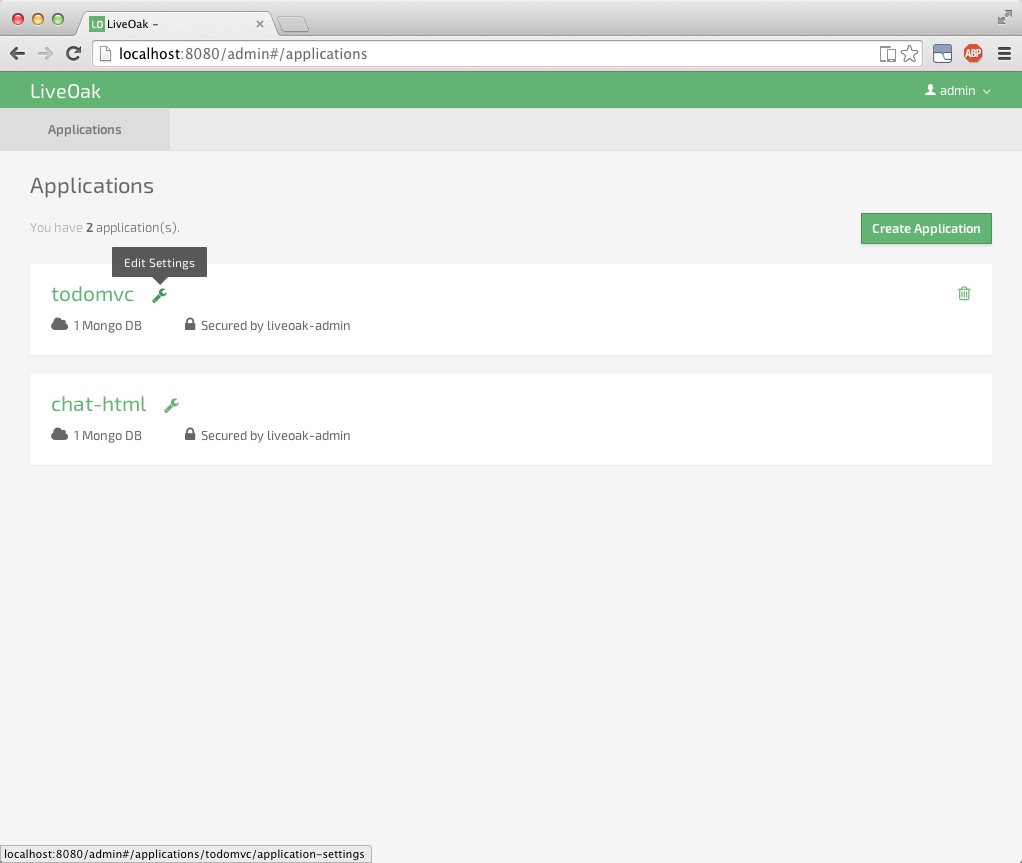 LO LiveOak –
localhost:8080/admin#/applications
ABP
LiveOak
admin
Applications
Applications
You have 2 application(s).
Create Application
Edit Settings
todomvc
1 Mongo DB
Secured by liveoak-admin
chat-html
1 Mongo DB
Secured by liveoak-admin
localhost:8080/admin#/applications/todomvc/application-settings